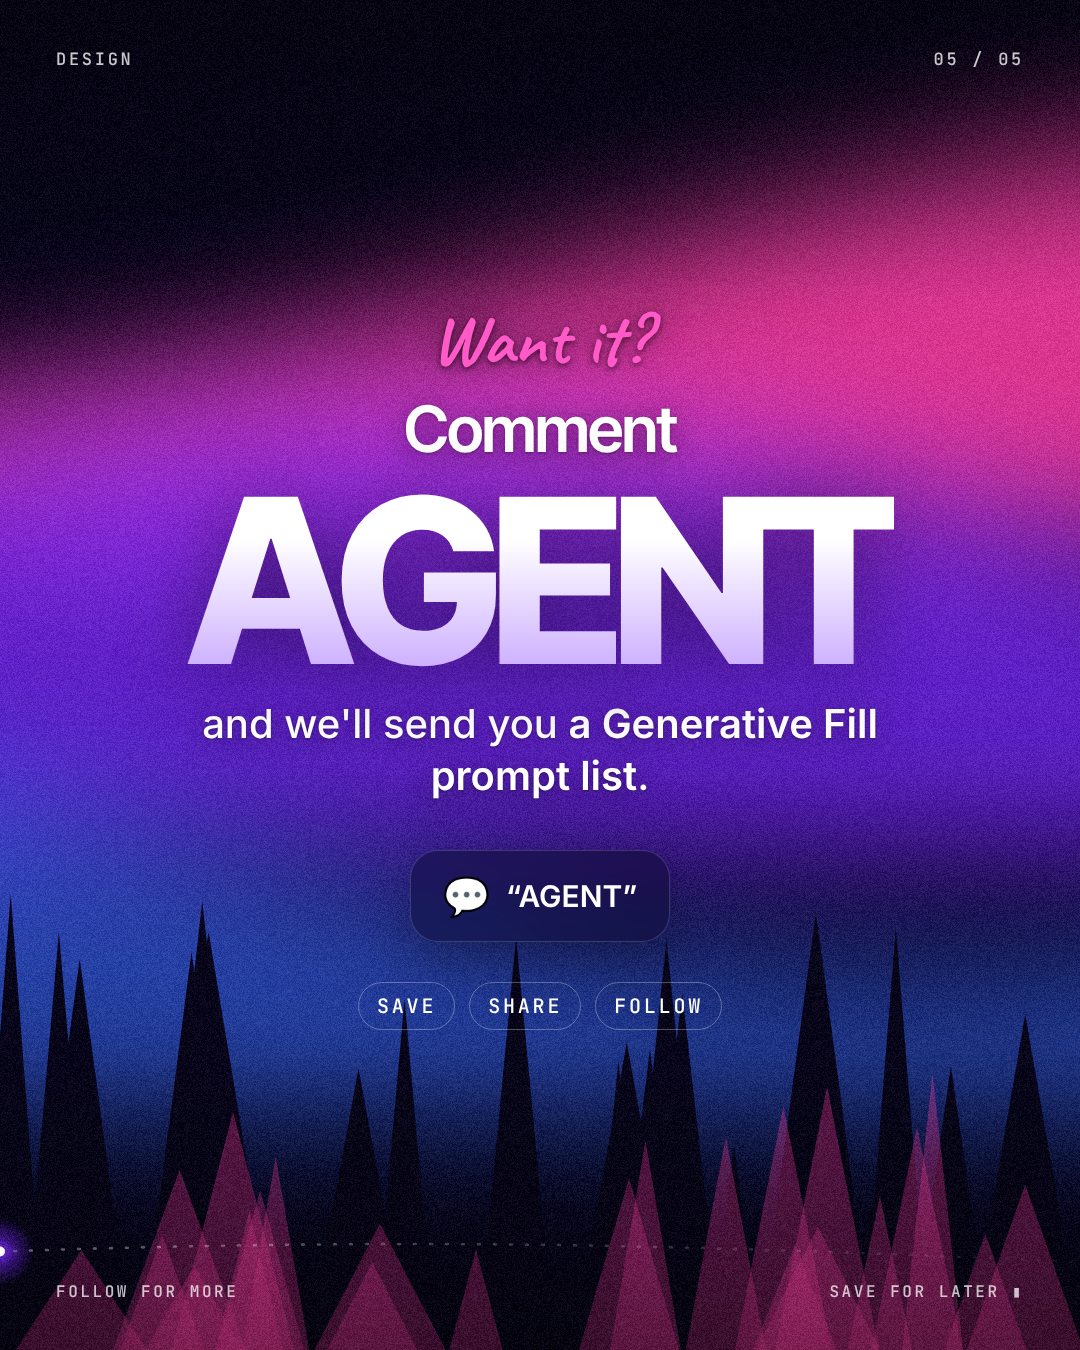 DESIGN
05 / 05
Want it?
Comment
AGENT
and we'll send you a Generative Fill
prompt list.
“AGENT”
SAVE
SHARE
FOLLOW
FOLLOW FOR MORE
SAVE FOR LATER